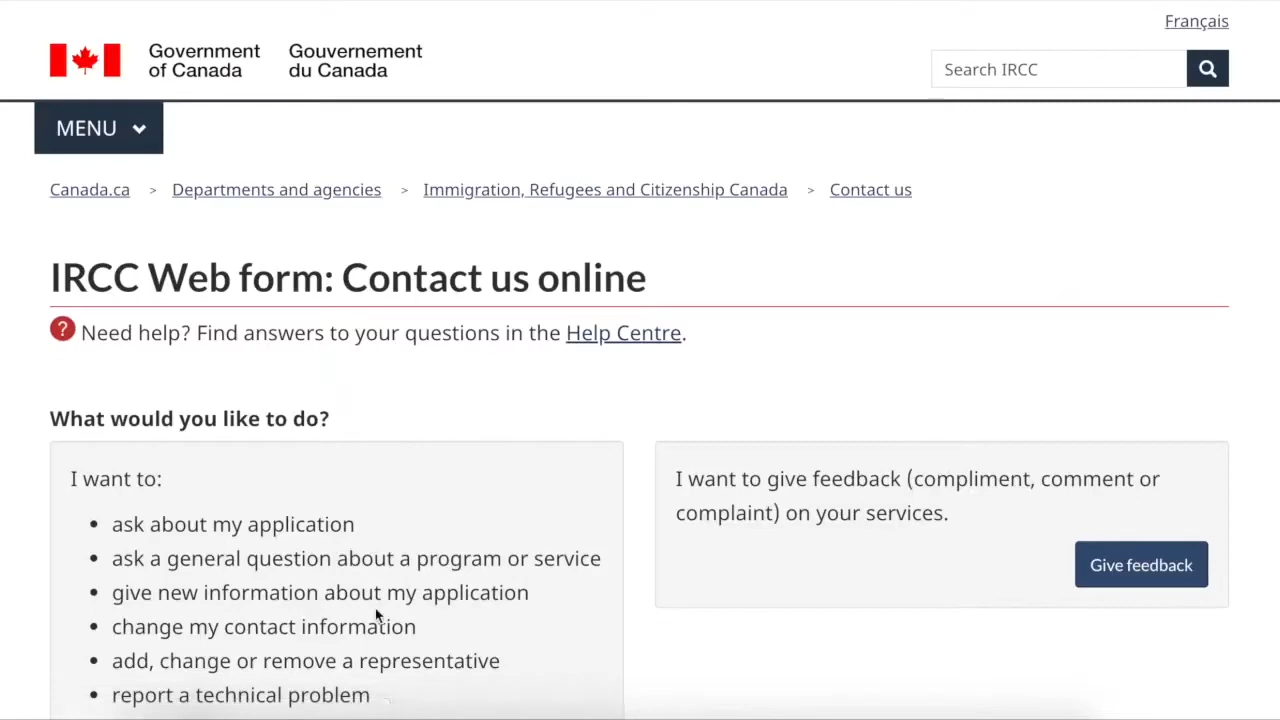 Français
Government of Canada
Gouvernement du Canada
Search IRCC
MENU
Canada.ca > Departments and agencies > Immigration, Refugees and Citizenship Canada > Contact us
IRCC Web form: Contact us online
? Need help? Find answers to your questions in the Help Centre.
What would you like to do?
I want to:
• ask about my application
• ask a general question about a program or service
• give new information about my application
• change my contact information
• add, change or remove a representative
• report a technical problem
I want to give feedback (compliment, comment or
complaint) on your services.
Give feedback